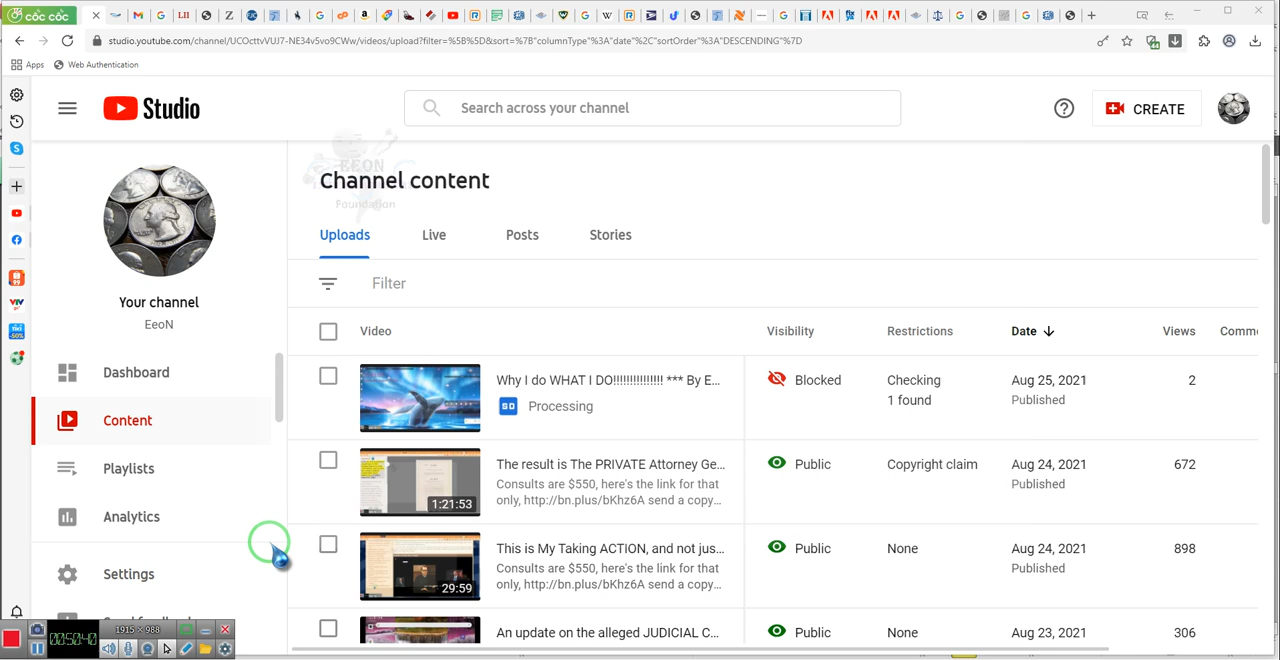 CỐC CỐC
studio.youtube.com/channel/UCOcttvVUJ7-NE34v5vo9CWw/videos/upload?filter=%5B%5D&sort=%7B"columnType"%3A"date"%2C"sortOrder"%3A"DESCENDING"%7D
Apps Web Authentication
Studio
Search across your channel
CREATE
EEON
Foundation
Channel content
Uploads Live Posts Stories
Filter
Your channel
EeoN
Dashboard
Content
Playlists
Analytics
Settings
Video Visibility Restrictions Date Views Comme
Why I do WHAT I DO!!!!!!!!!!!!!!! *** By E... Blocked Checking Aug 25, 2021 2
SD Processing 1 found Published
The result is The PRIVATE Attorney Ge... Public Copyright claim Aug 24, 2021 672
Consults are $550, here's the link for that Published
only, http://bn.plus/bKhz6A send a copy...
1:21:53
This is My Taking ACTION, and not jus... Public None Aug 24, 2021 898
Consults are $550, here's the link for that Published
only, http://bn.plus/bKhz6A send a copy...
29:59
An update on the alleged JUDICIAL C... Public None Aug 23, 2021 306
1915 × 988
00:50:40